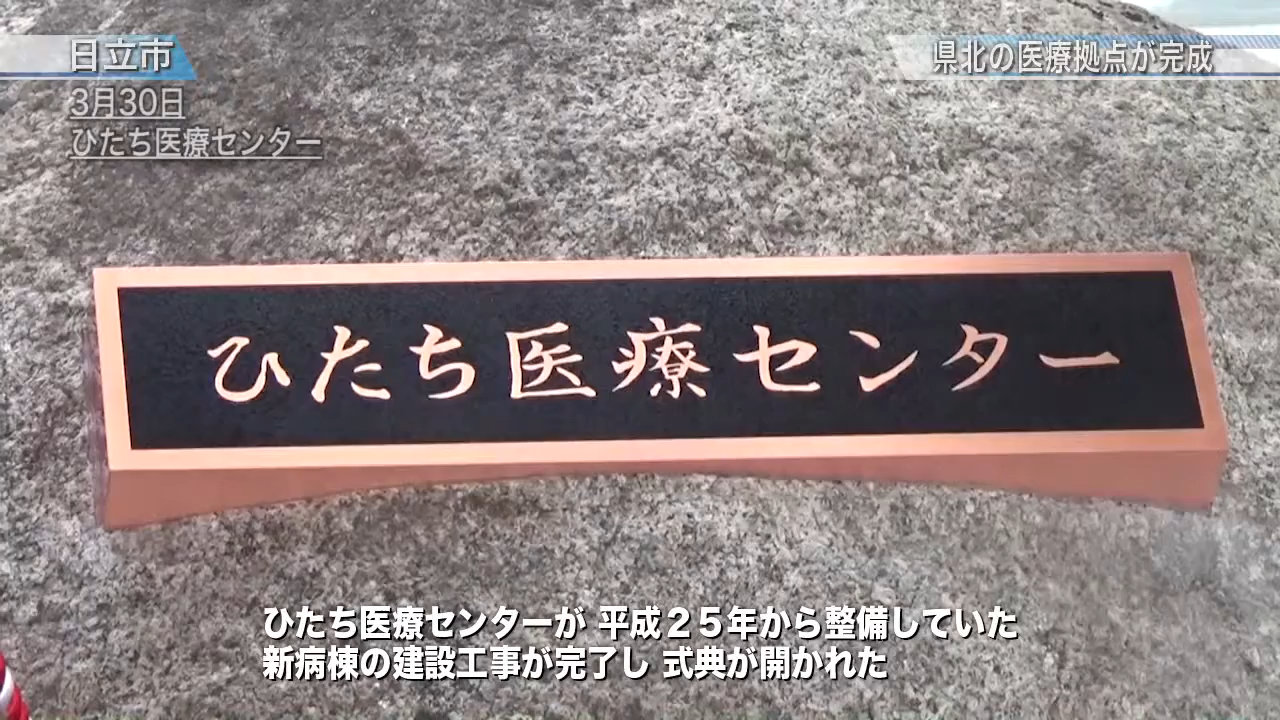 日立市
県北の医療拠点が完成
3月30日
ひたち医療センター
ひたち医療センター
ひたち医療センターが 平成25年から整備していた
新病棟の建設工事が完了し 式典が開かれた